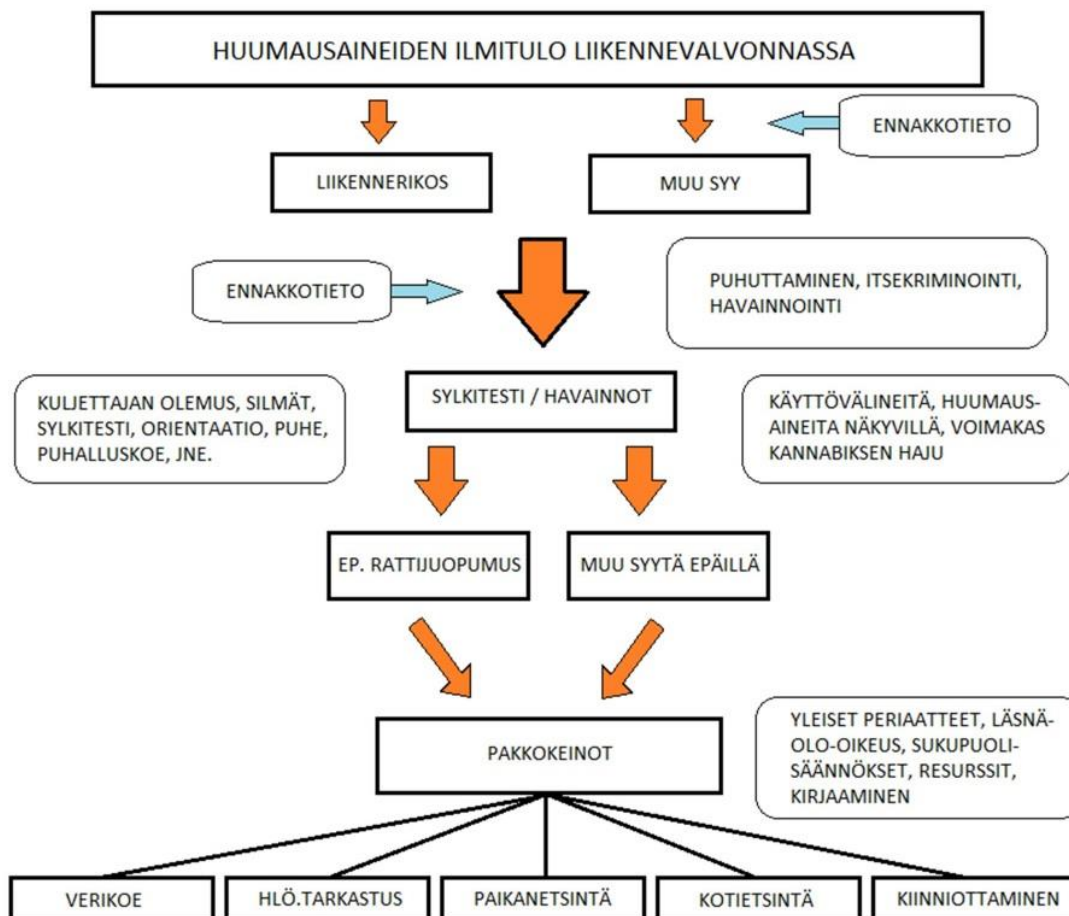 HUUMAUSAINEIDEN ILMITULO LIIKENNEVALVONNASSA
ENNAKKOTIETO
LIIKENNERIKOS
MUU SYY
ENNAKKOTIETO
PUHUTTAMINEN, ITSEKRIMINOINTI,
HAVAINNOINTI
SYLKITESTI / HAVAINNOT
KULJETTAJAN OLEMUS, SILMÄT,
SYLKITESTI, ORIENTAATIO, PUHE,
PUHALLUSKOE, JNE.
KÄYTTÖVÄLINEITÄ, HUUMAUS-
AINEITA NÄKYVILLÄ, VOIMAKAS
KANNABIKSEN HAJU
EP. RATTIJUOPUMUS
MUU SYYTÄ EPÄILLÄ
PAKKOKEINOT
YLEISET PERIAATTEET, LÄSNÄ-
OLO-OIKEUS, SUKUPUOLI-
SÄÄNNÖKSET, RESURSSIT,
KIRJAAMINEN
VERIKOE
HLÖ.TARKASTUS
PAIKANETSINTÄ
KOTIETSINTÄ
KIINNIOTTAMINEN